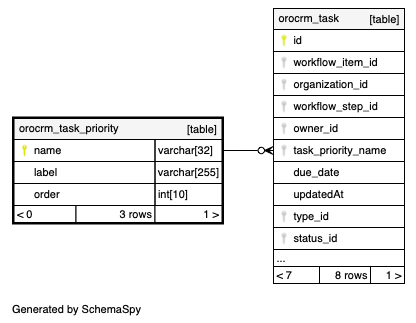 orocrm_task [table]
id
workflow_item_id
organization_id
workflow_step_id
owner_id
task_priority_name
due_date
updatedAt
type_id
status_id
...
< 7 8 rows 1 >
orocrm_task_priority [table]
name varchar[32]
label varchar[255]
order int[10]
< 0 3 rows 1 >
Generated by SchemaSpy